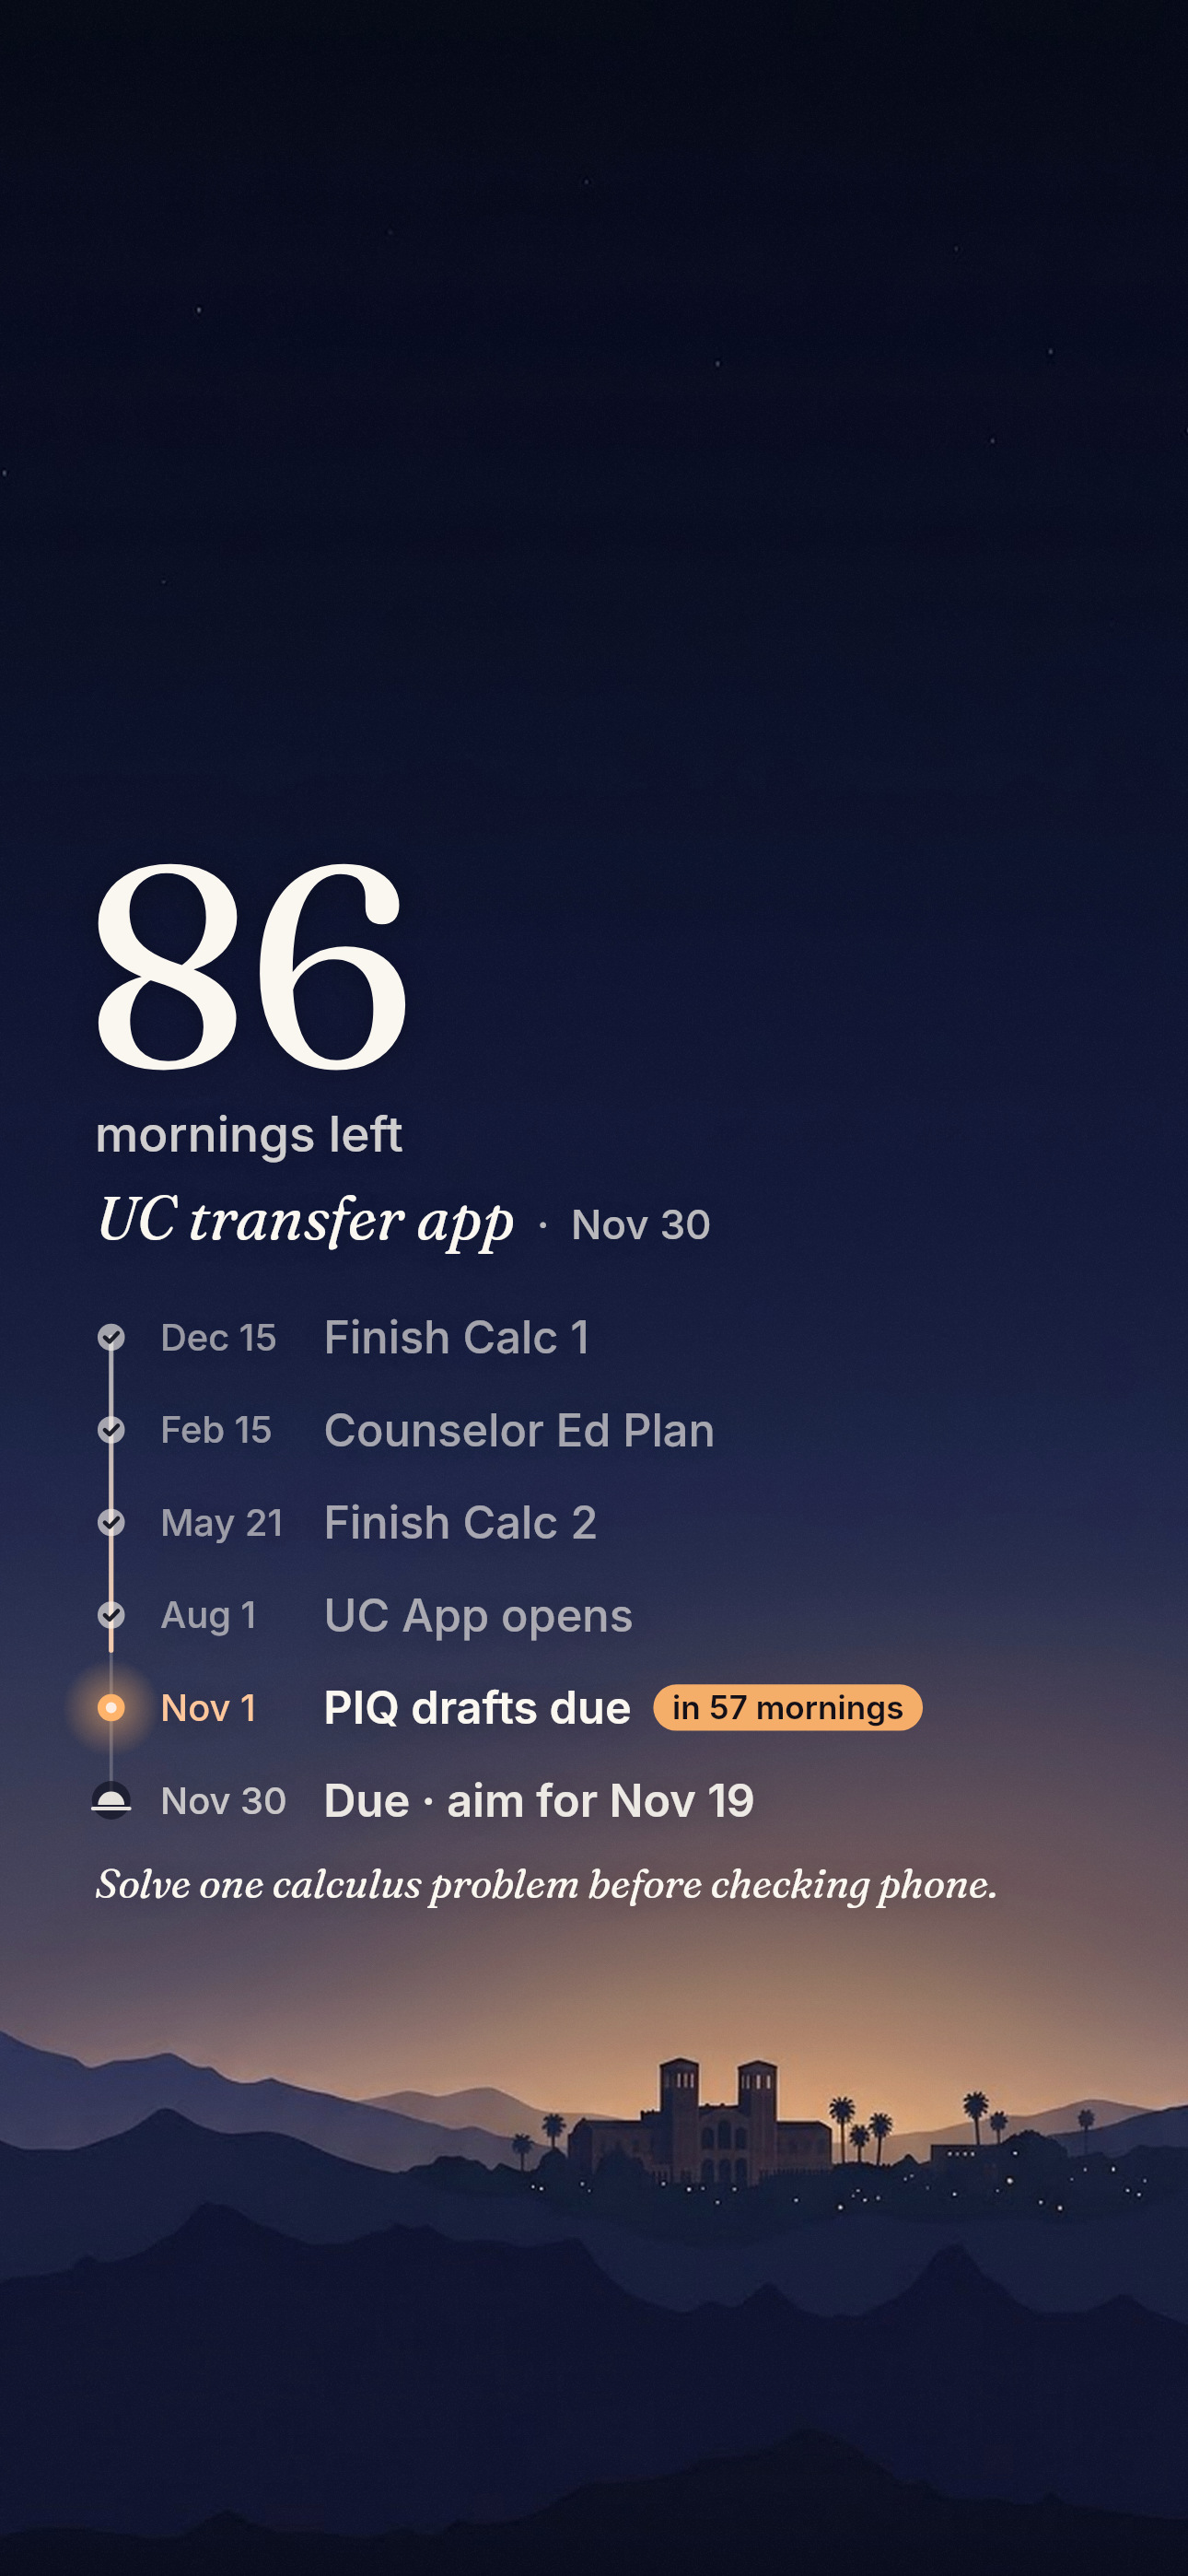 86
mornings left
UC transfer app · Nov 30
Dec 15 Finish Calc 1
Feb 15 Counselor Ed Plan
May 21 Finish Calc 2
Aug 1 UC App opens
Nov 1 PIQ drafts due in 57 mornings
Nov 30 Due · aim for Nov 19
Solve one calculus problem before checking phone.